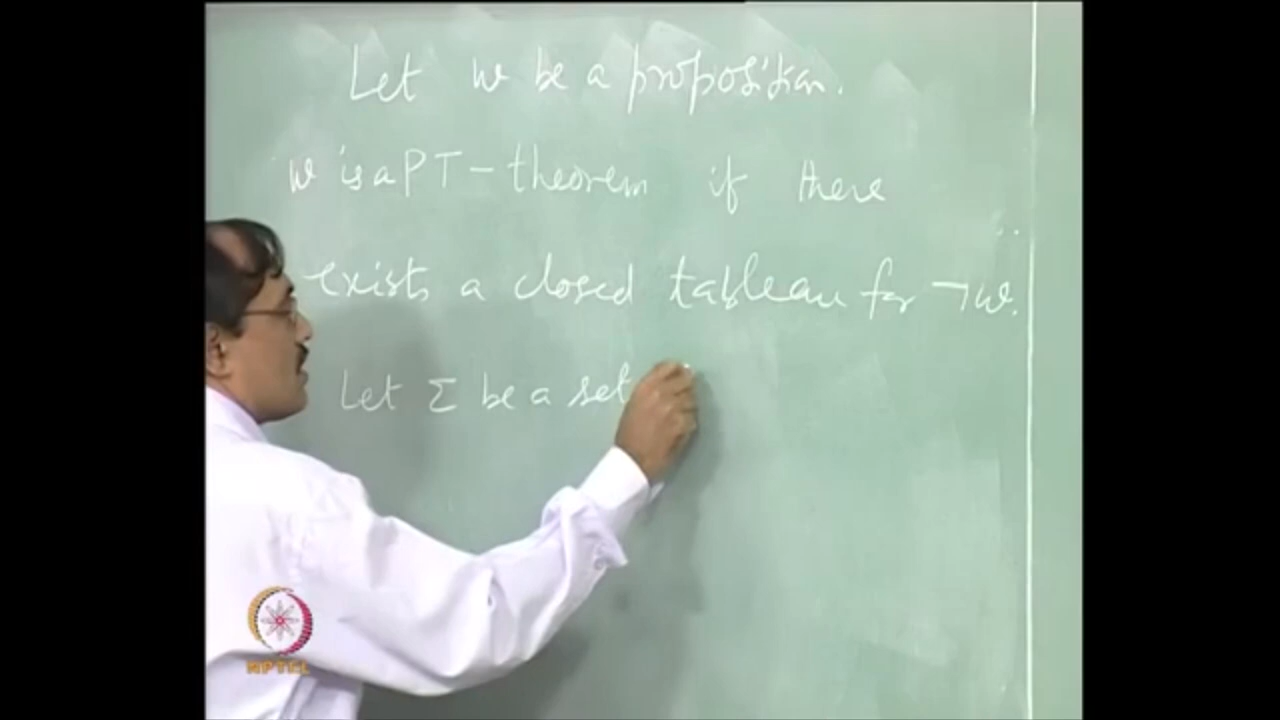 Let w be a proposition.
w is a PT - theorem if there
exists a closed tableau for ¬w.
Let Σ be a set
NPTEL